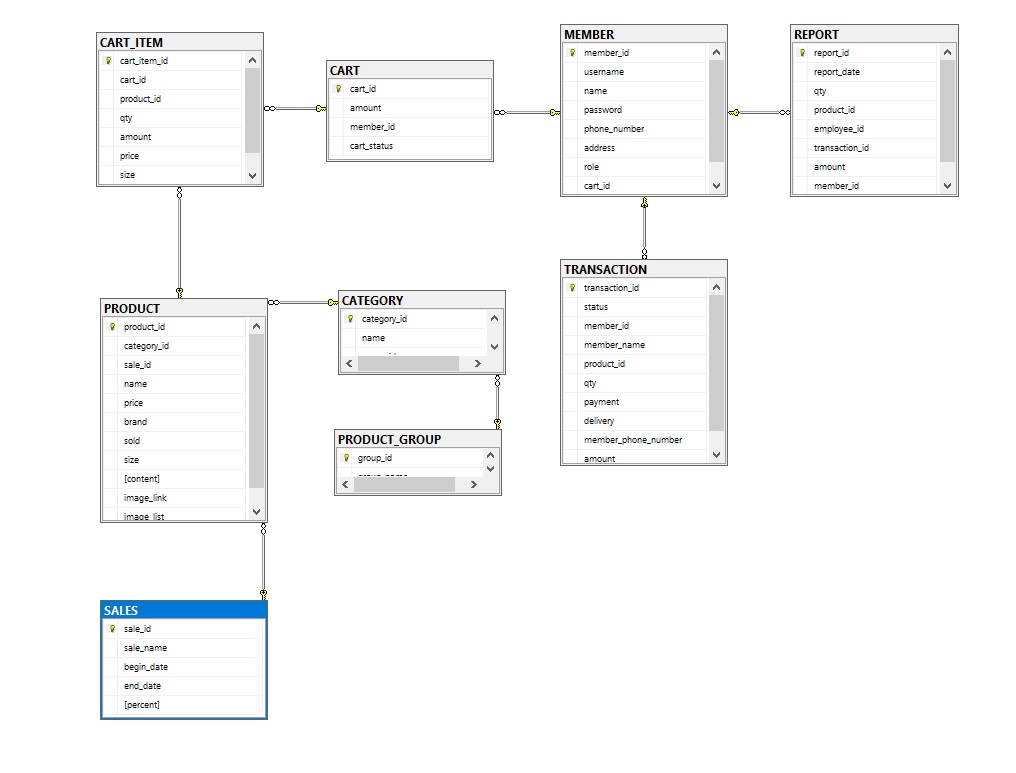 CART_ITEM
cart_item_id
cart_id
product_id
qty
amount
price
size
CART
cart_id
amount
member_id
cart_status
MEMBER
member_id
username
name
password
phone_number
address
role
cart_id
REPORT
report_id
report_date
qty
product_id
employee_id
transaction_id
amount
member_id
PRODUCT
product_id
category_id
sale_id
name
price
brand
sold
size
[content]
image_link
image_list
CATEGORY
category_id
name
PRODUCT_GROUP
group_id
TRANSACTION
transaction_id
status
member_id
member_name
product_id
qty
payment
delivery
member_phone_number
amount
SALES
sale_id
sale_name
begin_date
end_date
[percent]